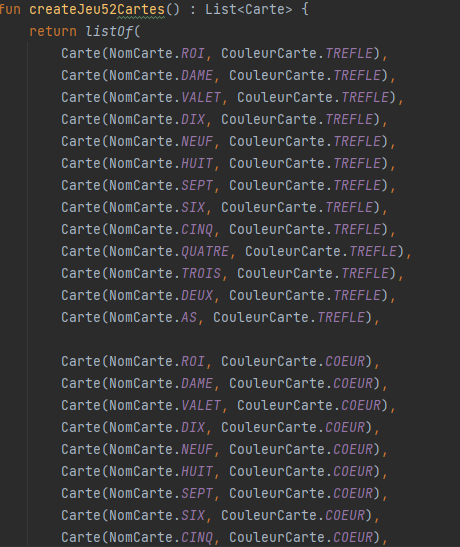 fun createJeu52Cartes() : List<Carte> {
return listOf(
Carte(NomCarte.ROI, CouleurCarte.TREFLE),
Carte(NomCarte.DAME, CouleurCarte.TREFLE),
Carte(NomCarte.VALET, CouleurCarte.TREFLE),
Carte(NomCarte.DIX, CouleurCarte.TREFLE),
Carte(NomCarte.NEUF, CouleurCarte.TREFLE),
Carte(NomCarte.HUIT, CouleurCarte.TREFLE),
Carte(NomCarte.SEPT, CouleurCarte.TREFLE),
Carte(NomCarte.SIX, CouleurCarte.TREFLE),
Carte(NomCarte.CINQ, CouleurCarte.TREFLE),
Carte(NomCarte.QUATRE, CouleurCarte.TREFLE),
Carte(NomCarte.TROIS, CouleurCarte.TREFLE),
Carte(NomCarte.DEUX, CouleurCarte.TREFLE),
Carte(NomCarte.AS, CouleurCarte.TREFLE),
Carte(NomCarte.ROI, CouleurCarte.COEUR),
Carte(NomCarte.DAME, CouleurCarte.COEUR),
Carte(NomCarte.VALET, CouleurCarte.COEUR),
Carte(NomCarte.DIX, CouleurCarte.COEUR),
Carte(NomCarte.NEUF, CouleurCarte.COEUR),
Carte(NomCarte.HUIT, CouleurCarte.COEUR),
Carte(NomCarte.SEPT, CouleurCarte.COEUR),
Carte(NomCarte.SIX, CouleurCarte.COEUR),
Carte(NomCarte.CINQ, CouleurCarte.COEUR),